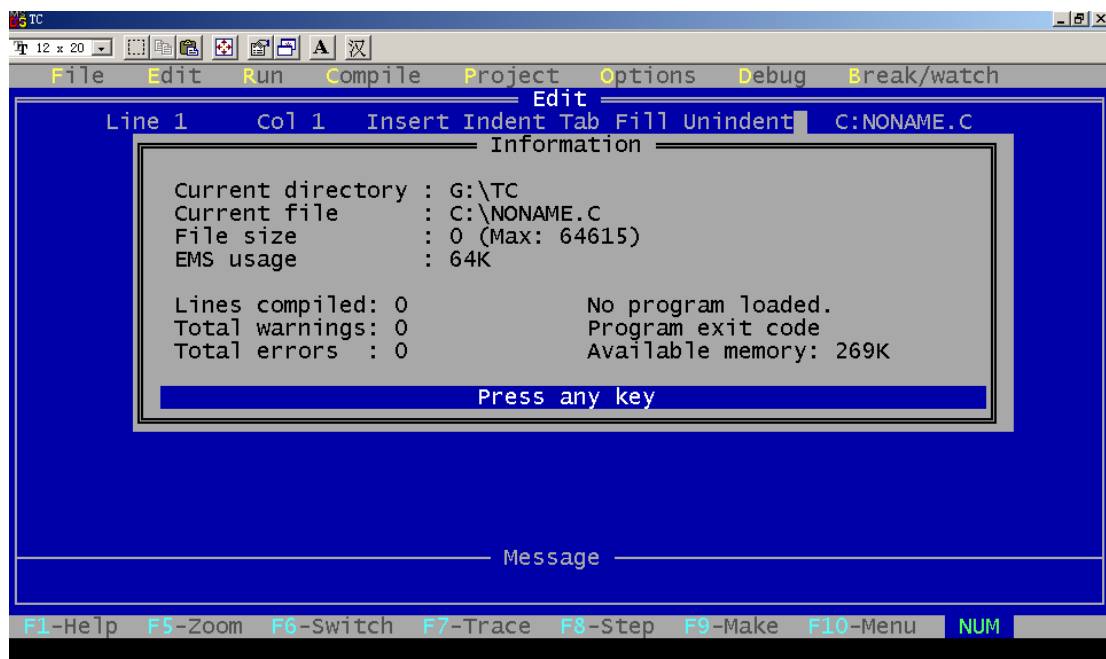 TC
Tr 12 x 20 A 汉
File Edit Run Compile Project Options Debug Break/watch
Edit
Line 1 Col 1 Insert Indent Tab Fill Unindent C:NONAME.C
Information
Current directory : G:\TC
Current file : C:\NONAME.C
File size : 0 (Max: 64615)
EMS usage : 64K
Lines compiled: 0 No program loaded.
Total warnings: 0 Program exit code
Total errors : 0 Available memory: 269K
Press any key
Message
F1-Help F5-Zoom F6-Switch F7-Trace F8-Step F9-Make F10-Menu NUM